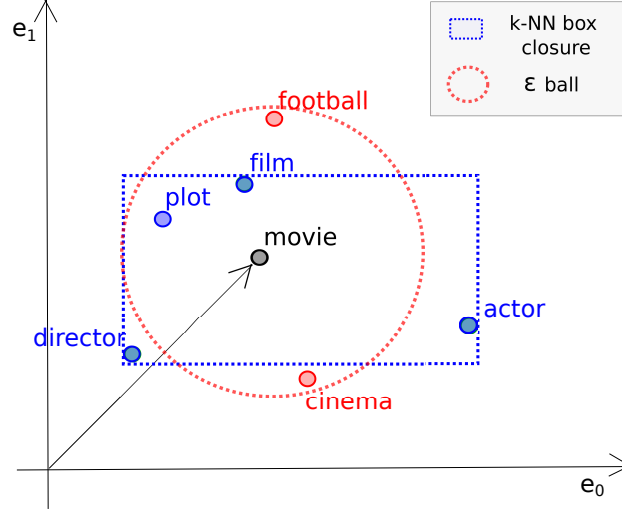 e1
k-NN box
closure
ε ball
football
film
plot
movie
actor
director
cinema
e0